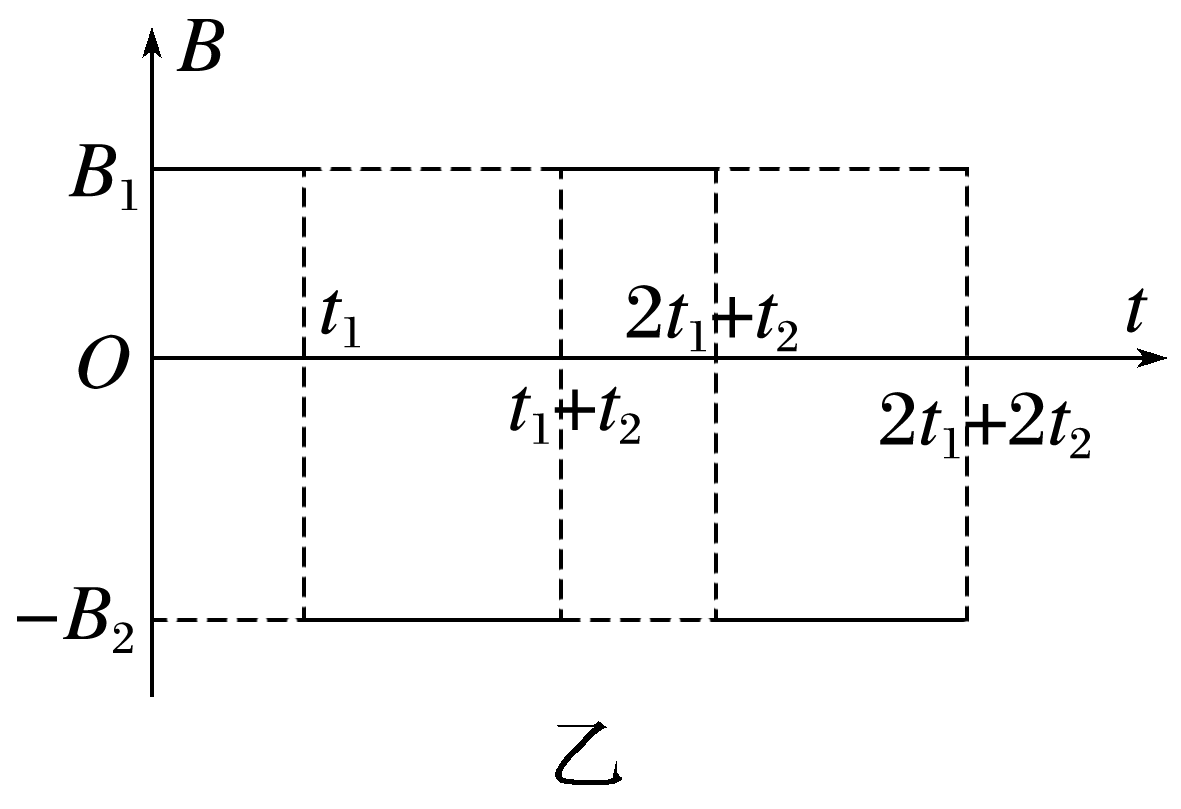 B
B₁
t₁
2t₁+t₂
t
O
t₁+t₂
2t₁+2t₂
−B₂
乙